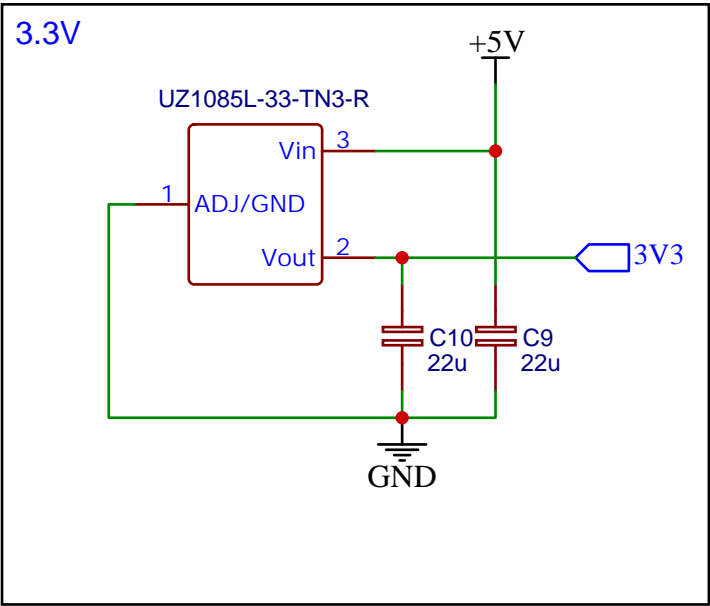 3.3V
+5V
UZ1085L-33-TN3-R
Vin 3
1 ADJ/GND
Vout 2
3V3
C10 C9
22u 22u
GND